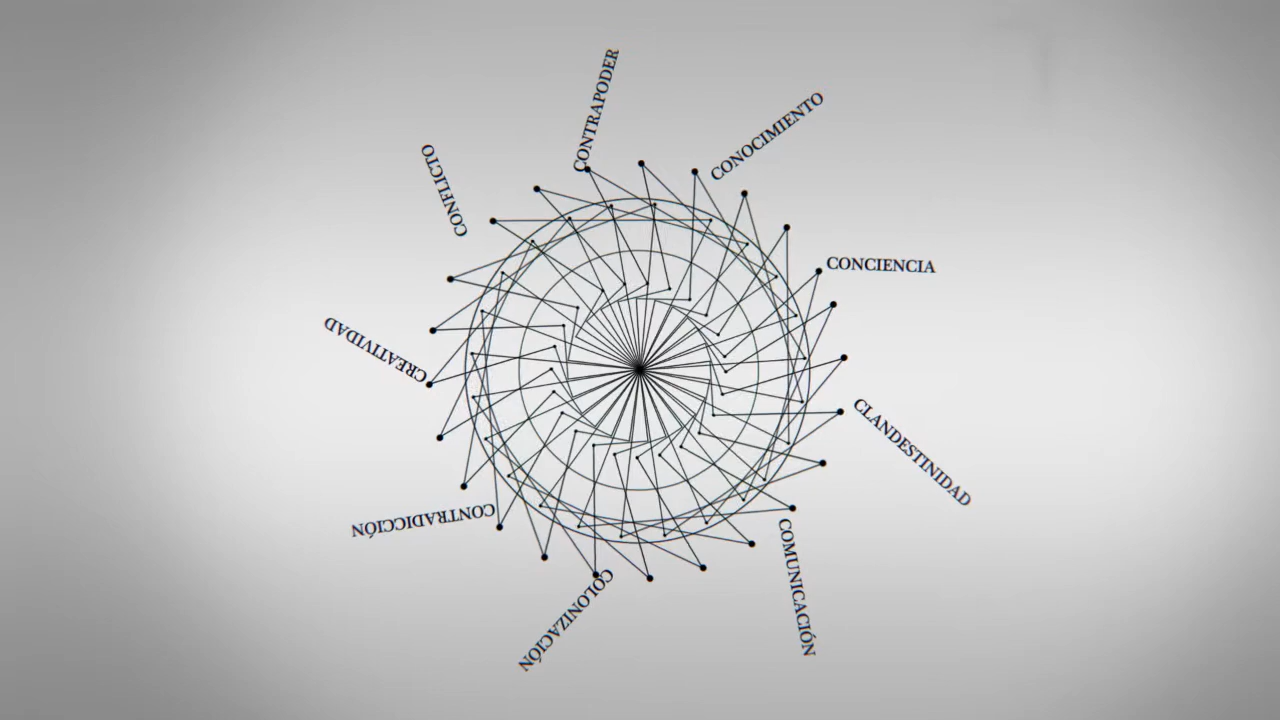 CONTRAPODER
CONOCIMIENTO
CONCIENCIA
CLANDESTINIDAD
COMUNICACIÓN
COLONIZACIÓN
CONTRADICCIÓN
CREATIVIDAD
CONFLICTO